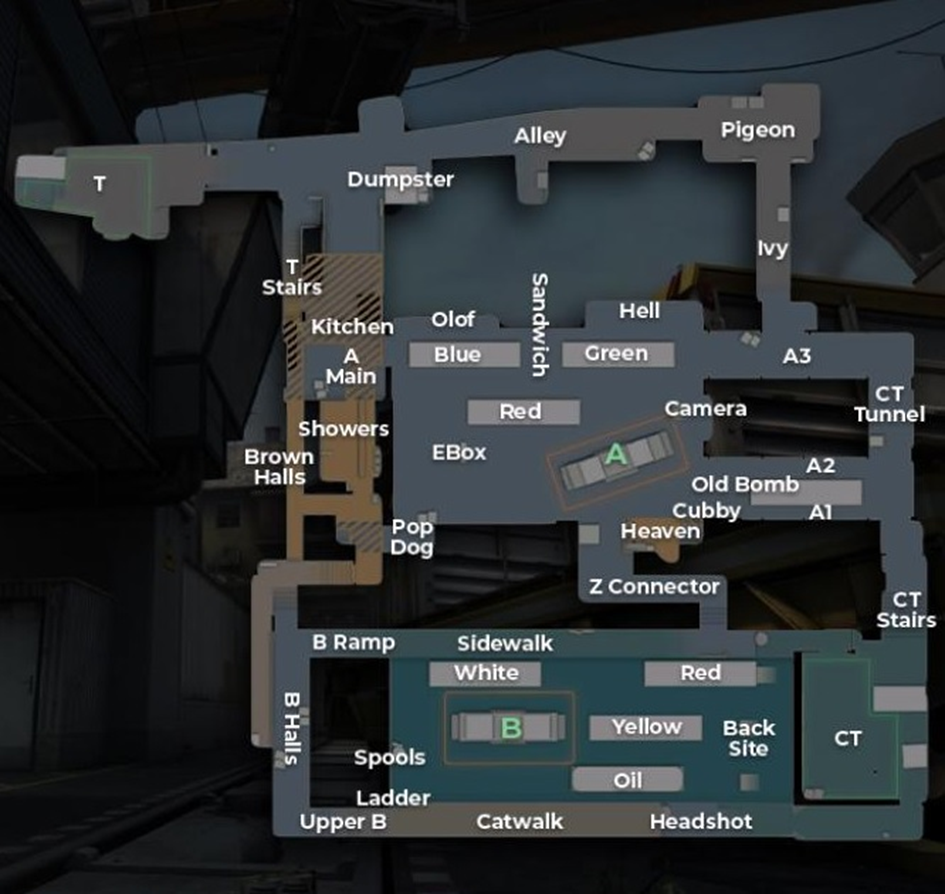 Alley
Pigeon
T
Dumpster
Ivy
T
Stairs
Sandwich
Hell
Olof
Kitchen
Blue
Green
A3
A
Main
Red
Camera
CT
Tunnel
Showers
EBox
A
Brown
Halls
A2
Old Bomb
Cubby
A1
Pop
Dog
Heaven
Z Connector
CT
Stairs
B Ramp
Sidewalk
White
Red
B Halls
B
Yellow
Back
Site
CT
Spools
Oil
Ladder
Upper B
Catwalk
Headshot